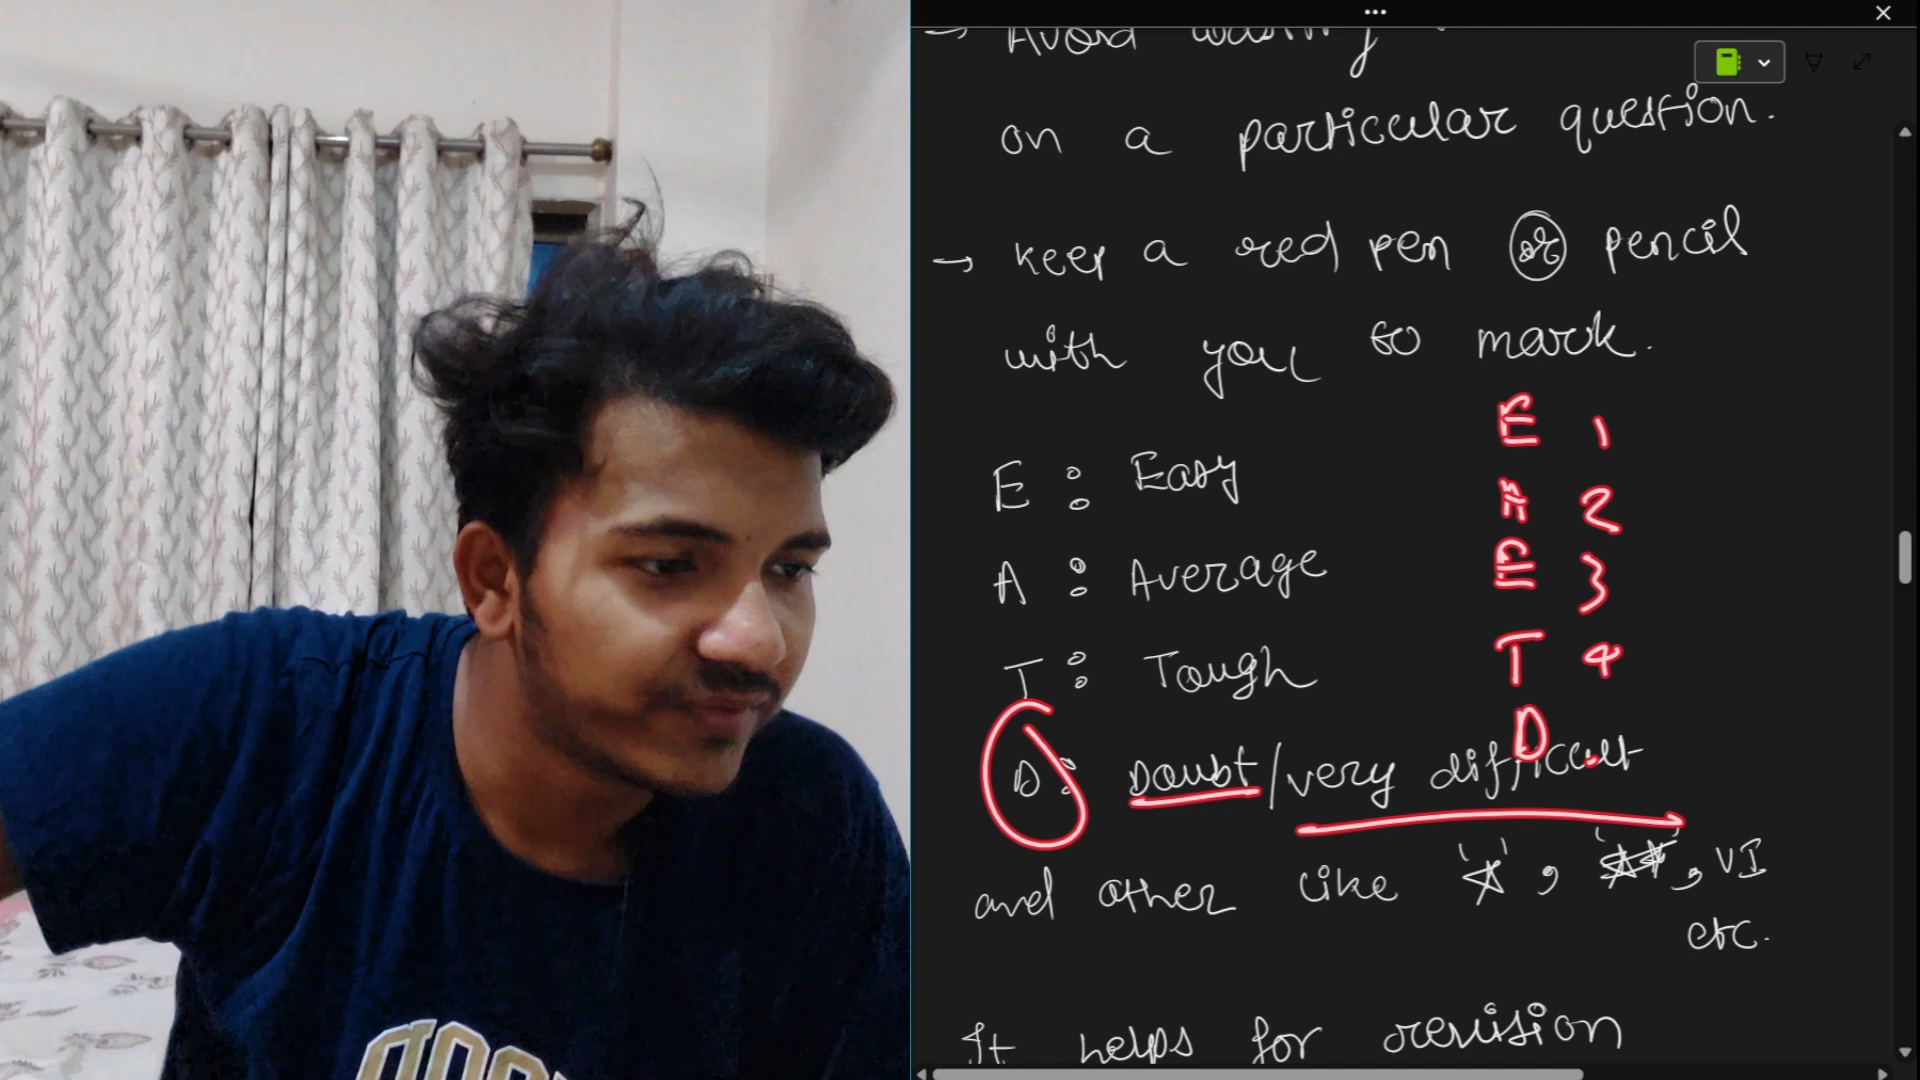 → Avoid
on a particular question.
→ keep a red pen or pencil
with you to mark.
E 1
E : Easy
A 2
A : Average
E 3
T : Tough
T 4
D
D : Doubt/very difficult
and other like '☆', '☆☆', VI
etc.
It helps for revision